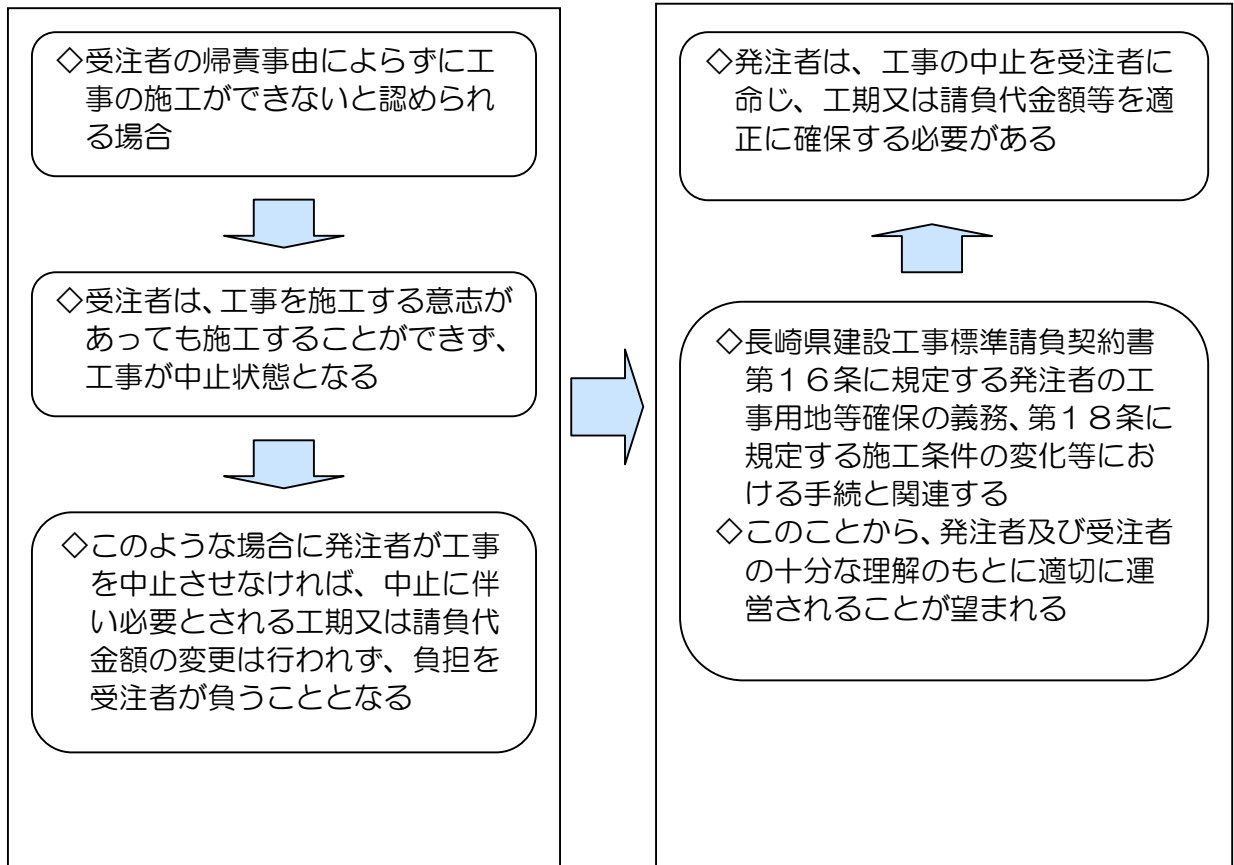 ◇受注者の帰責事由によらずに工
事の施工ができないと認められ
る場合
◇受注者は、工事を施工する意志が
あっても施工することができず、
工事が中止状態となる
◇このような場合に発注者が工事
を中止させなければ、中止に伴
い必要とされる工期又は請負代
金額の変更は行われず、負担を
受注者が負うこととなる
◇発注者は、工事の中止を受注者に
命じ、工期又は請負代金額等を適
正に確保する必要がある
◇長崎県建設工事標準請負契約書
第１６条に規定する発注者の工
事用地等確保の義務、第１８条に
規定する施工条件の変化等にお
ける手続と関連する
◇このことから、発注者及び受注者
の十分な理解のもとに適切に運
営されることが望まれる